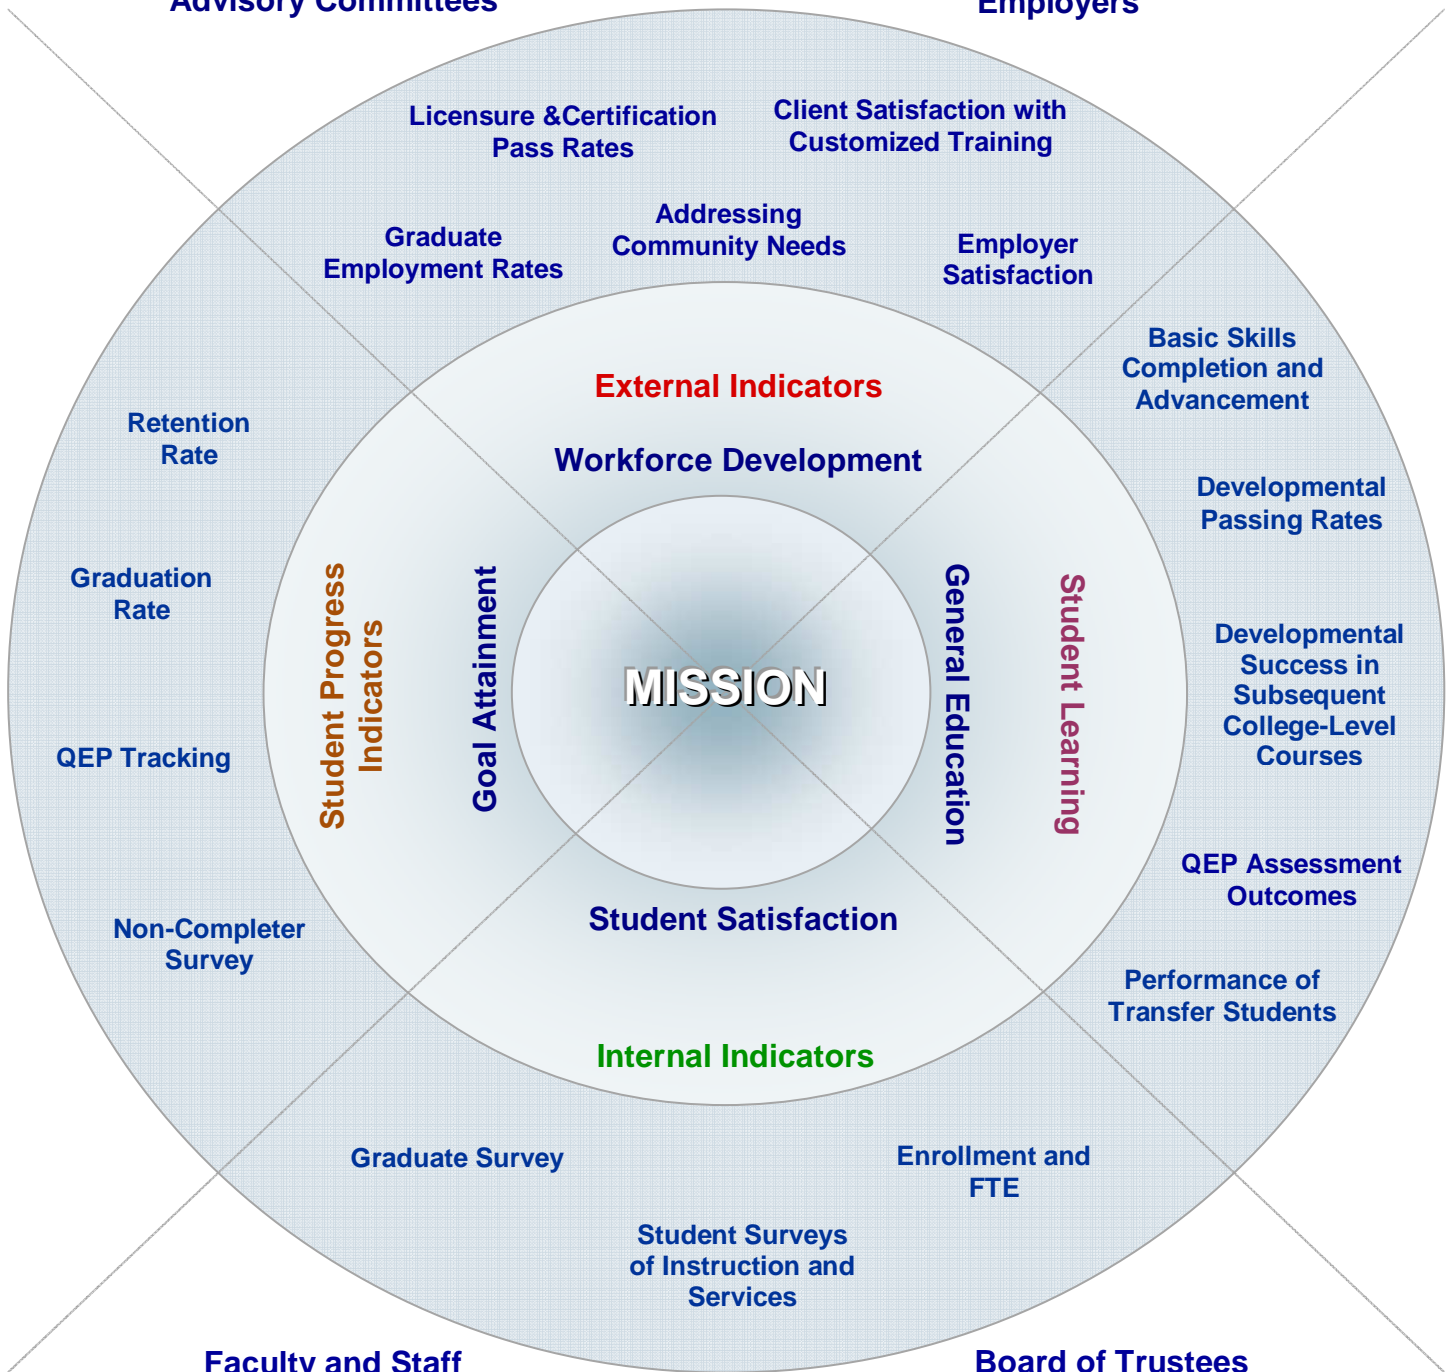 Advisory Committees
Employers
Licensure &Certification
Pass Rates
Client Satisfaction with
Customized Training
Graduate
Employment Rates
Addressing
Community Needs
Employer
Satisfaction
External Indicators
Workforce Development
Basic Skills
Completion and
Advancement
Developmental
Passing Rates
Developmental
Success in
Subsequent
College-Level
Courses
QEP Assessment
Outcomes
Performance of
Transfer Students
Retention
Rate
Graduation
Rate
QEP Tracking
Non-Completer
Survey
Student Progress
Indicators
Goal Attainment
MISSION
General Education
Student Learning
Student Satisfaction
Internal Indicators
Graduate Survey
Enrollment and
FTE
Student Surveys
of Instruction and
Services
Faculty and Staff
Board of Trustees